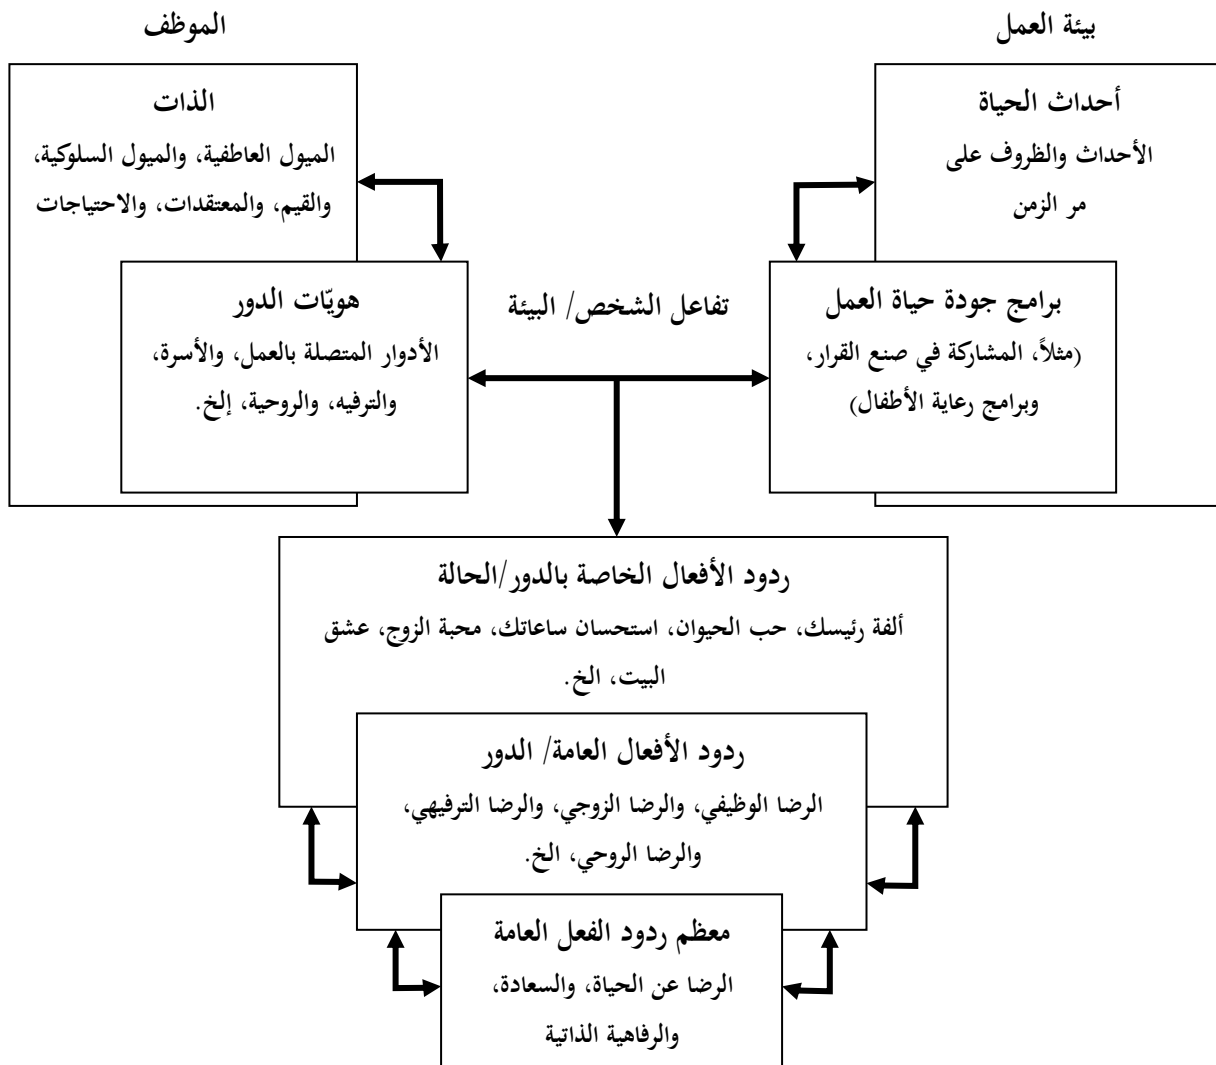 بيئة العمل
أحداث الحياة
الأحداث والظروف على
مر الزمن
برامج جودة حياة العمل
(مثلاً، المشاركة في صنع القرار،
وبرامج رعاية الأطفال)
تفاعل الشخص/ البيئة
الموظف
الذات
الميول العاطفية، والميول السلوكية،
والقيم، والمعتقدات، والاحتياجات
هويّات الدور
الأدوار المتصلة بالعمل، والأسرة،
والترفيه، والروحية، إلخ.
ردود الأفعال الخاصة بالدور/الحالة
ألفة رئيسك، حب الحيوان، استحسان ساعاتك، محبة الزوج، عشق
البيت، الخ.
ردود الأفعال العامة/ الدور
الرضا الوظيفي، والرضا الزوجي، والرضا الترفيهي،
والرضا الروحي، الخ.
معظم ردود الفعل العامة
الرضا عن الحياة، والسعادة،
والرفاهية الذاتية